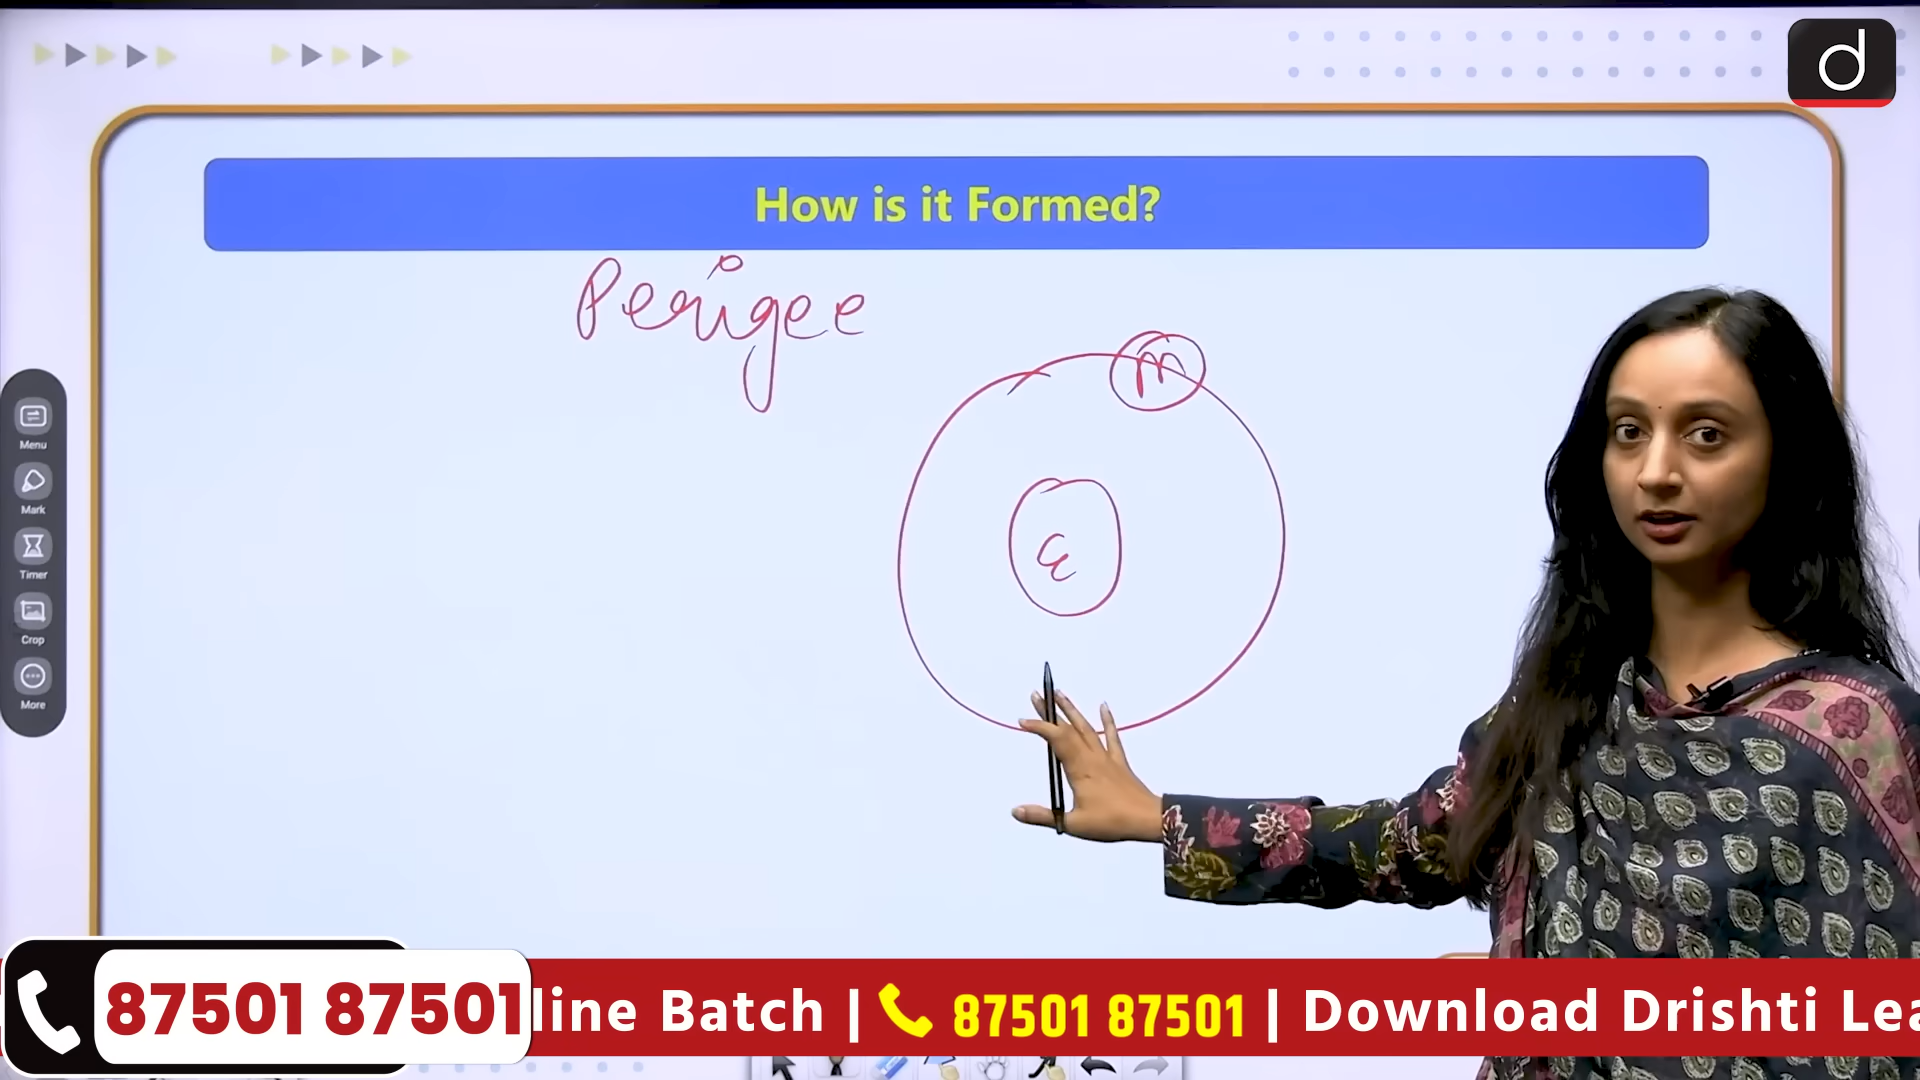 d
How is it Formed?
Perigee
m
E
Menu
Mark
Timer
Crop
More
87501 87501
line Batch | 87501 87501 | Download Drishti Lea